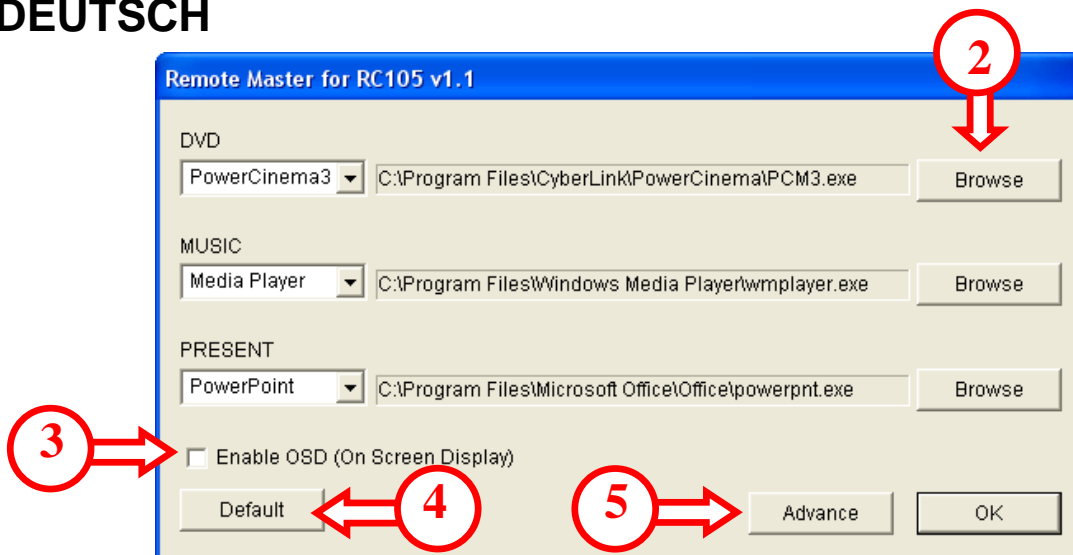 DEUTSCH
2
Remote Master for RC105 v1.1
DVD
PowerCinema3 C:\Program Files\CyberLink\PowerCinema\PCM3.exe Browse
MUSIC
Media Player C:\Program Files\Windows Media Player\wmplayer.exe Browse
PRESENT
PowerPoint C:\Program Files\Microsoft Office\Office\powerpnt.exe Browse
3 Enable OSD (On Screen Display)
Default 4 5 Advance OK